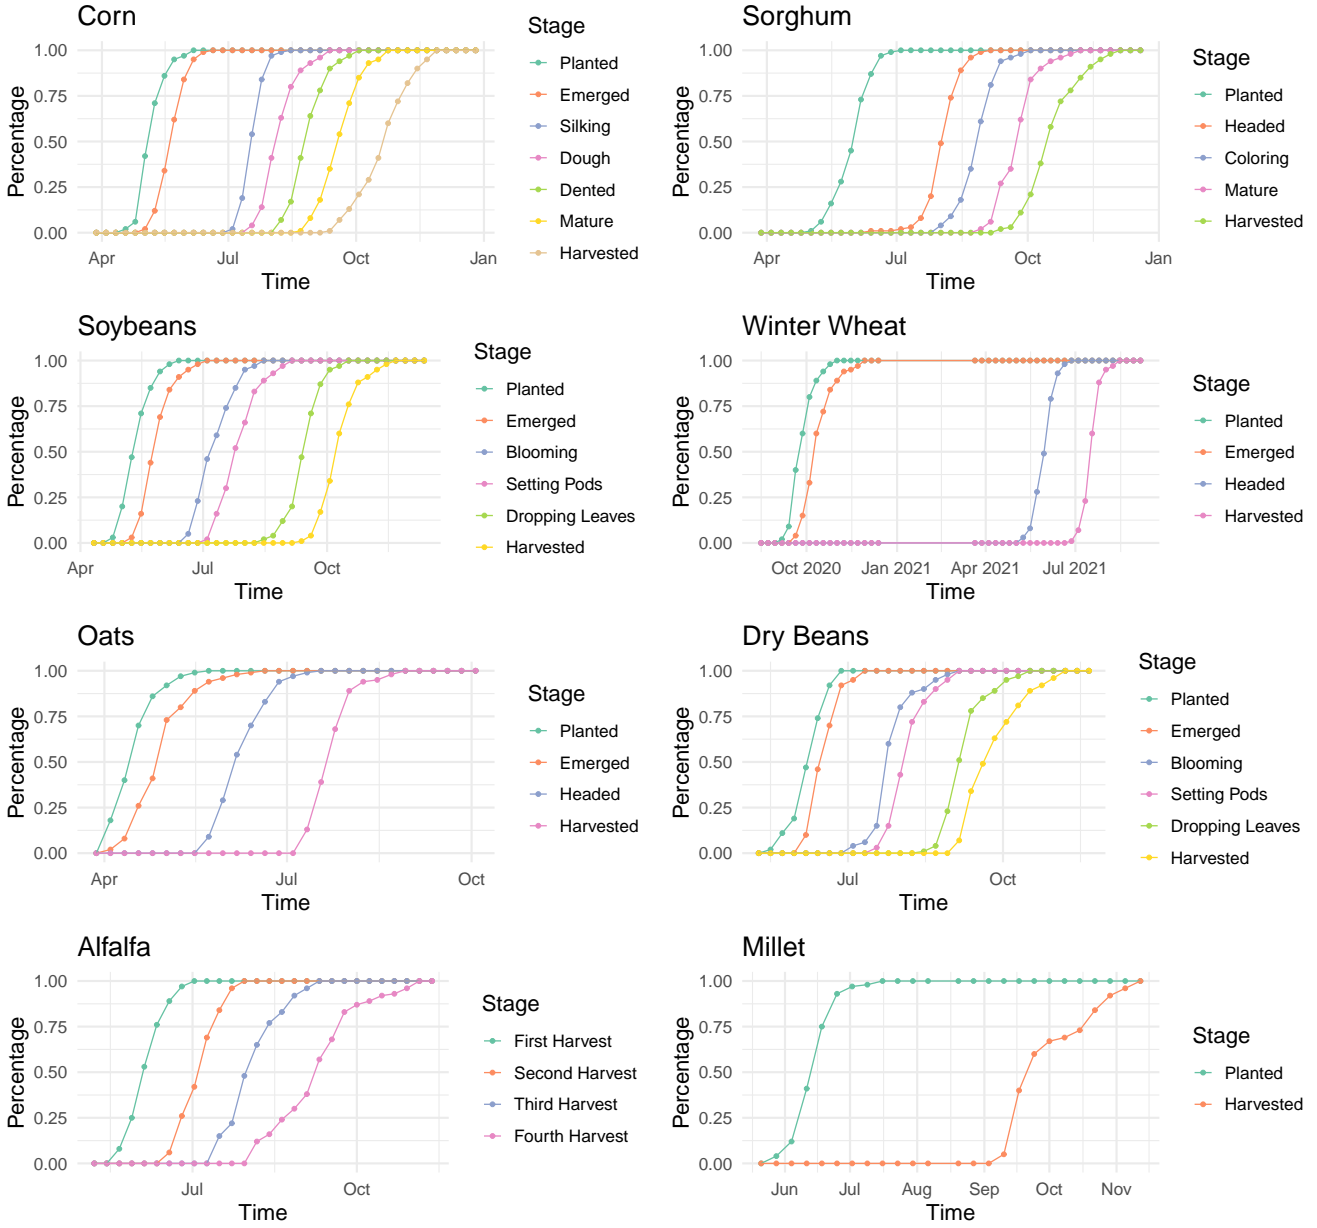 Corn
Percentage
1.00
0.75
0.50
0.25
0.00
Apr
Jul
Oct
Jan
Time
Stage
Planted
Emerged
Silking
Dough
Dented
Mature
Harvested
Sorghum
Percentage
1.00
0.75
0.50
0.25
0.00
Apr
Jul
Oct
Jan
Time
Stage
Planted
Headed
Coloring
Mature
Harvested
Soybeans
Percentage
1.00
0.75
0.50
0.25
0.00
Apr
Jul
Oct
Time
Stage
Planted
Emerged
Blooming
Setting Pods
Dropping Leaves
Harvested
Winter Wheat
Percentage
1.00
0.75
0.50
0.25
0.00
Oct 2020
Jan 2021
Apr 2021
Jul 2021
Time
Stage
Planted
Emerged
Headed
Harvested
Oats
Percentage
1.00
0.75
0.50
0.25
0.00
Apr
Jul
Oct
Time
Stage
Planted
Emerged
Headed
Harvested
Dry Beans
Percentage
1.00
0.75
0.50
0.25
0.00
Jul
Oct
Time
Stage
Planted
Emerged
Blooming
Setting Pods
Dropping Leaves
Harvested
Alfalfa
Percentage
1.00
0.75
0.50
0.25
0.00
Jul
Oct
Time
Stage
First Harvest
Second Harvest
Third Harvest
Fourth Harvest
Millet
Percentage
1.00
0.75
0.50
0.25
0.00
Jun
Jul
Aug
Sep
Oct
Nov
Time
Stage
Planted
Harvested